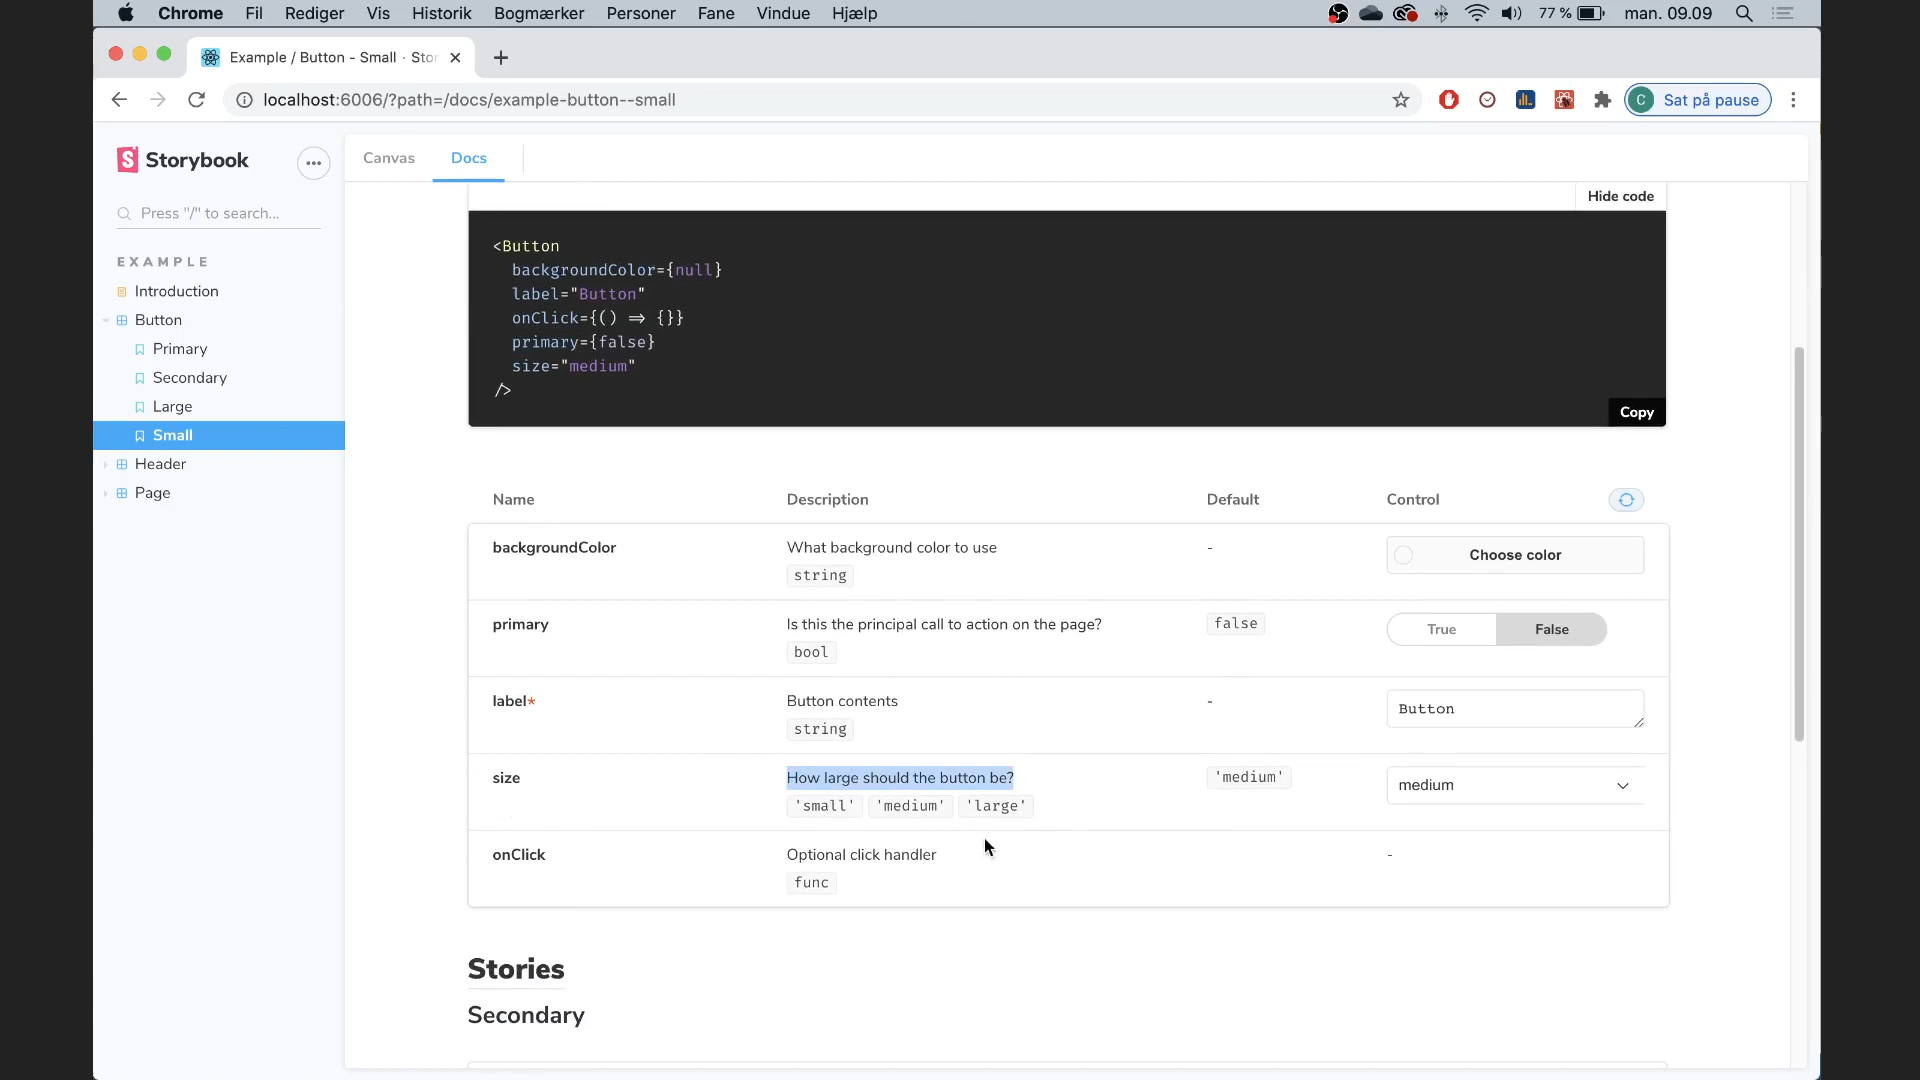 Chrome Fil Rediger Vis Historik Bogmærker Personer Fane Vindue Hjælp 77 % man. 09.09
Example / Button - Small · Stor
localhost:6006/?path=/docs/example-button--small
C Sat på pause
Storybook
Press "/" to search...
EXAMPLE
Introduction
Button
Primary
Secondary
Large
Small
Header
Page
Canvas Docs
Hide code
<Button
backgroundColor={null}
label="Button"
onClick={() => {}}
primary={false}
size="medium"
/>
Copy
Name Description Default Control
backgroundColor What background color to use - Choose color
string
primary Is this the principal call to action on the page? false True False
bool
label* Button contents - Button
string
size How large should the button be? 'medium' medium
'small' 'medium' 'large'
onClick Optional click handler -
func
Stories
Secondary